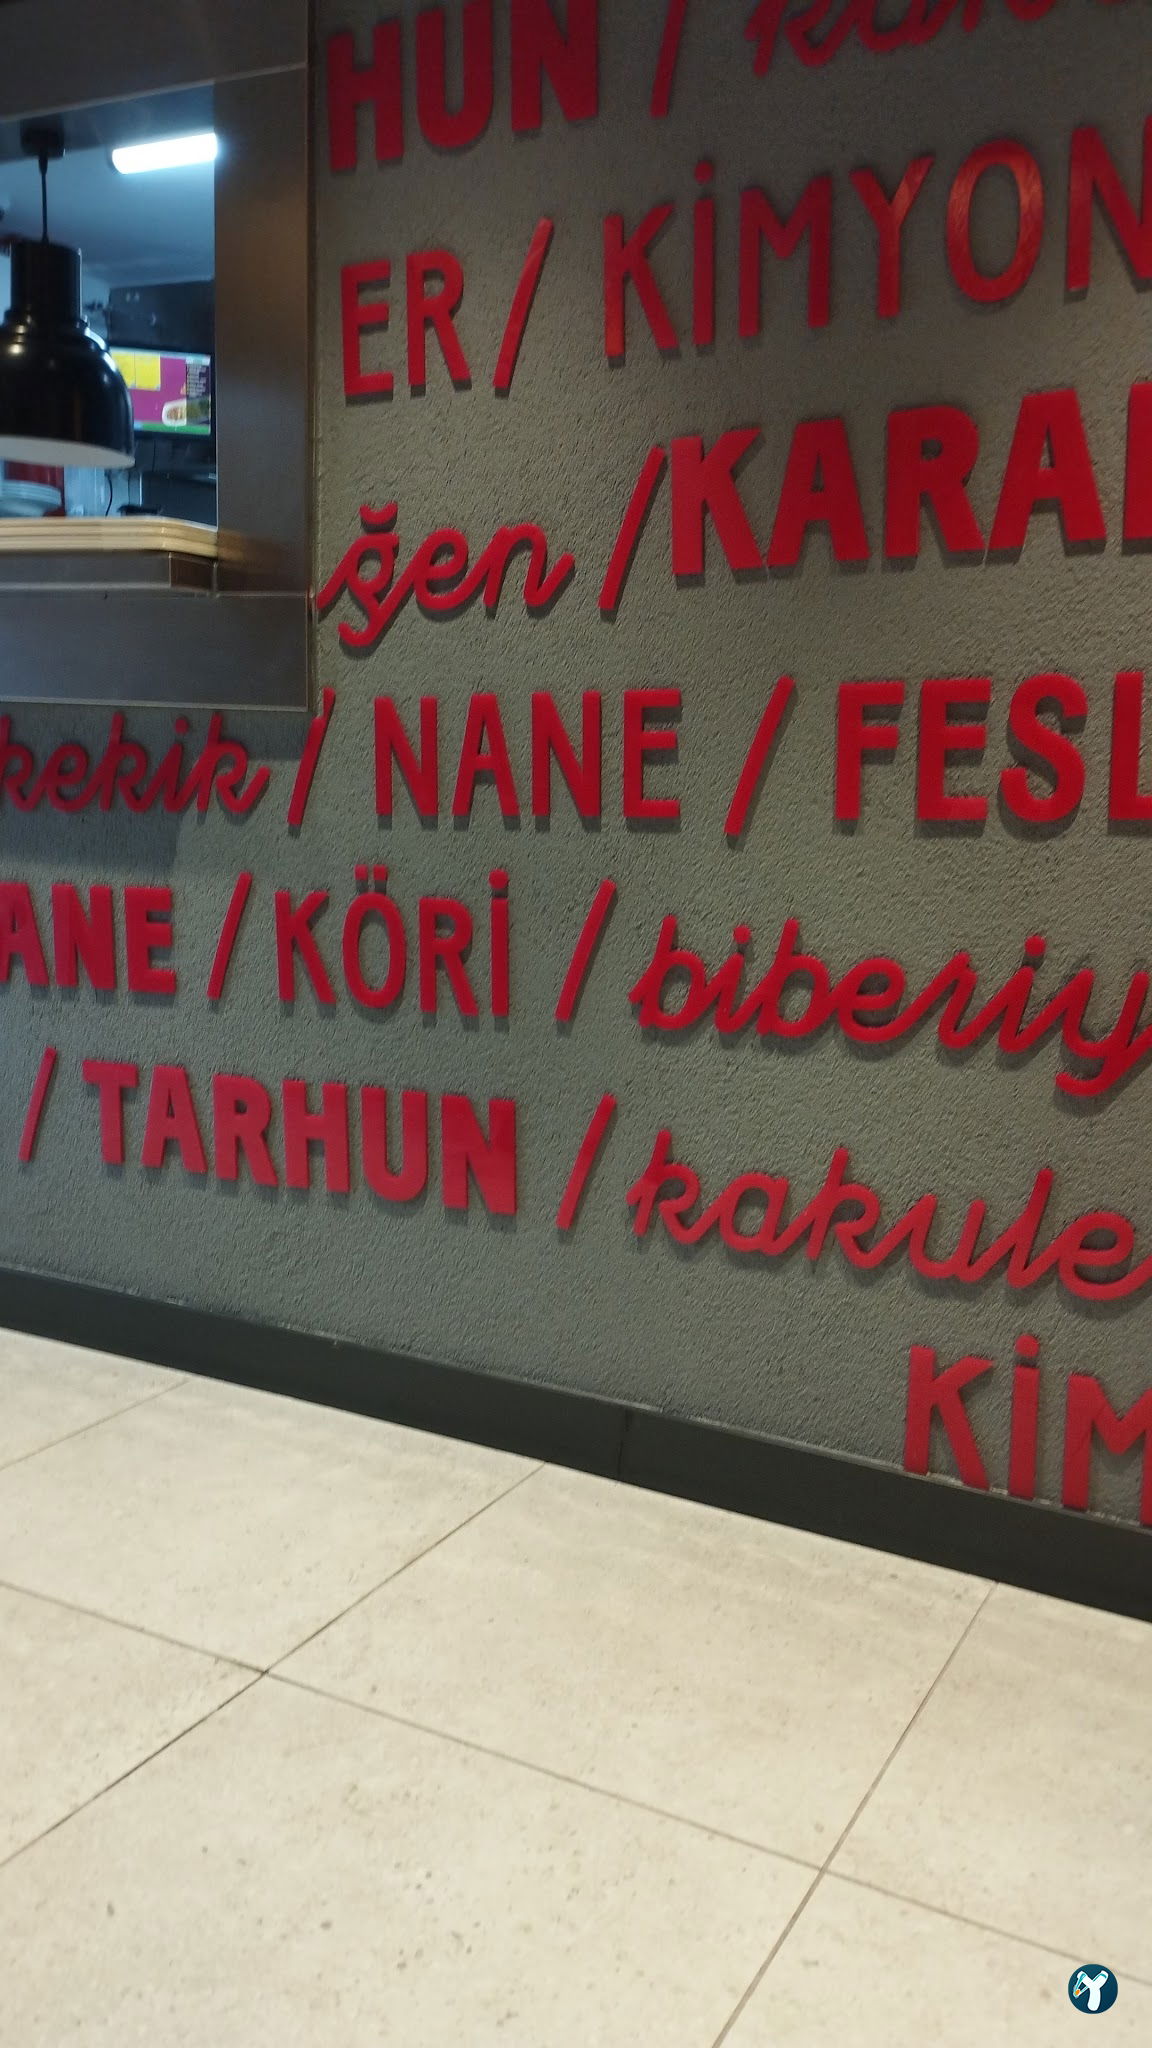 HUN /
ER / KİMYON
ğen / KARA
kekik / NANE / FESL
ANE / KÖRİ / biberiy
/ TARHUN / kakule
KİM